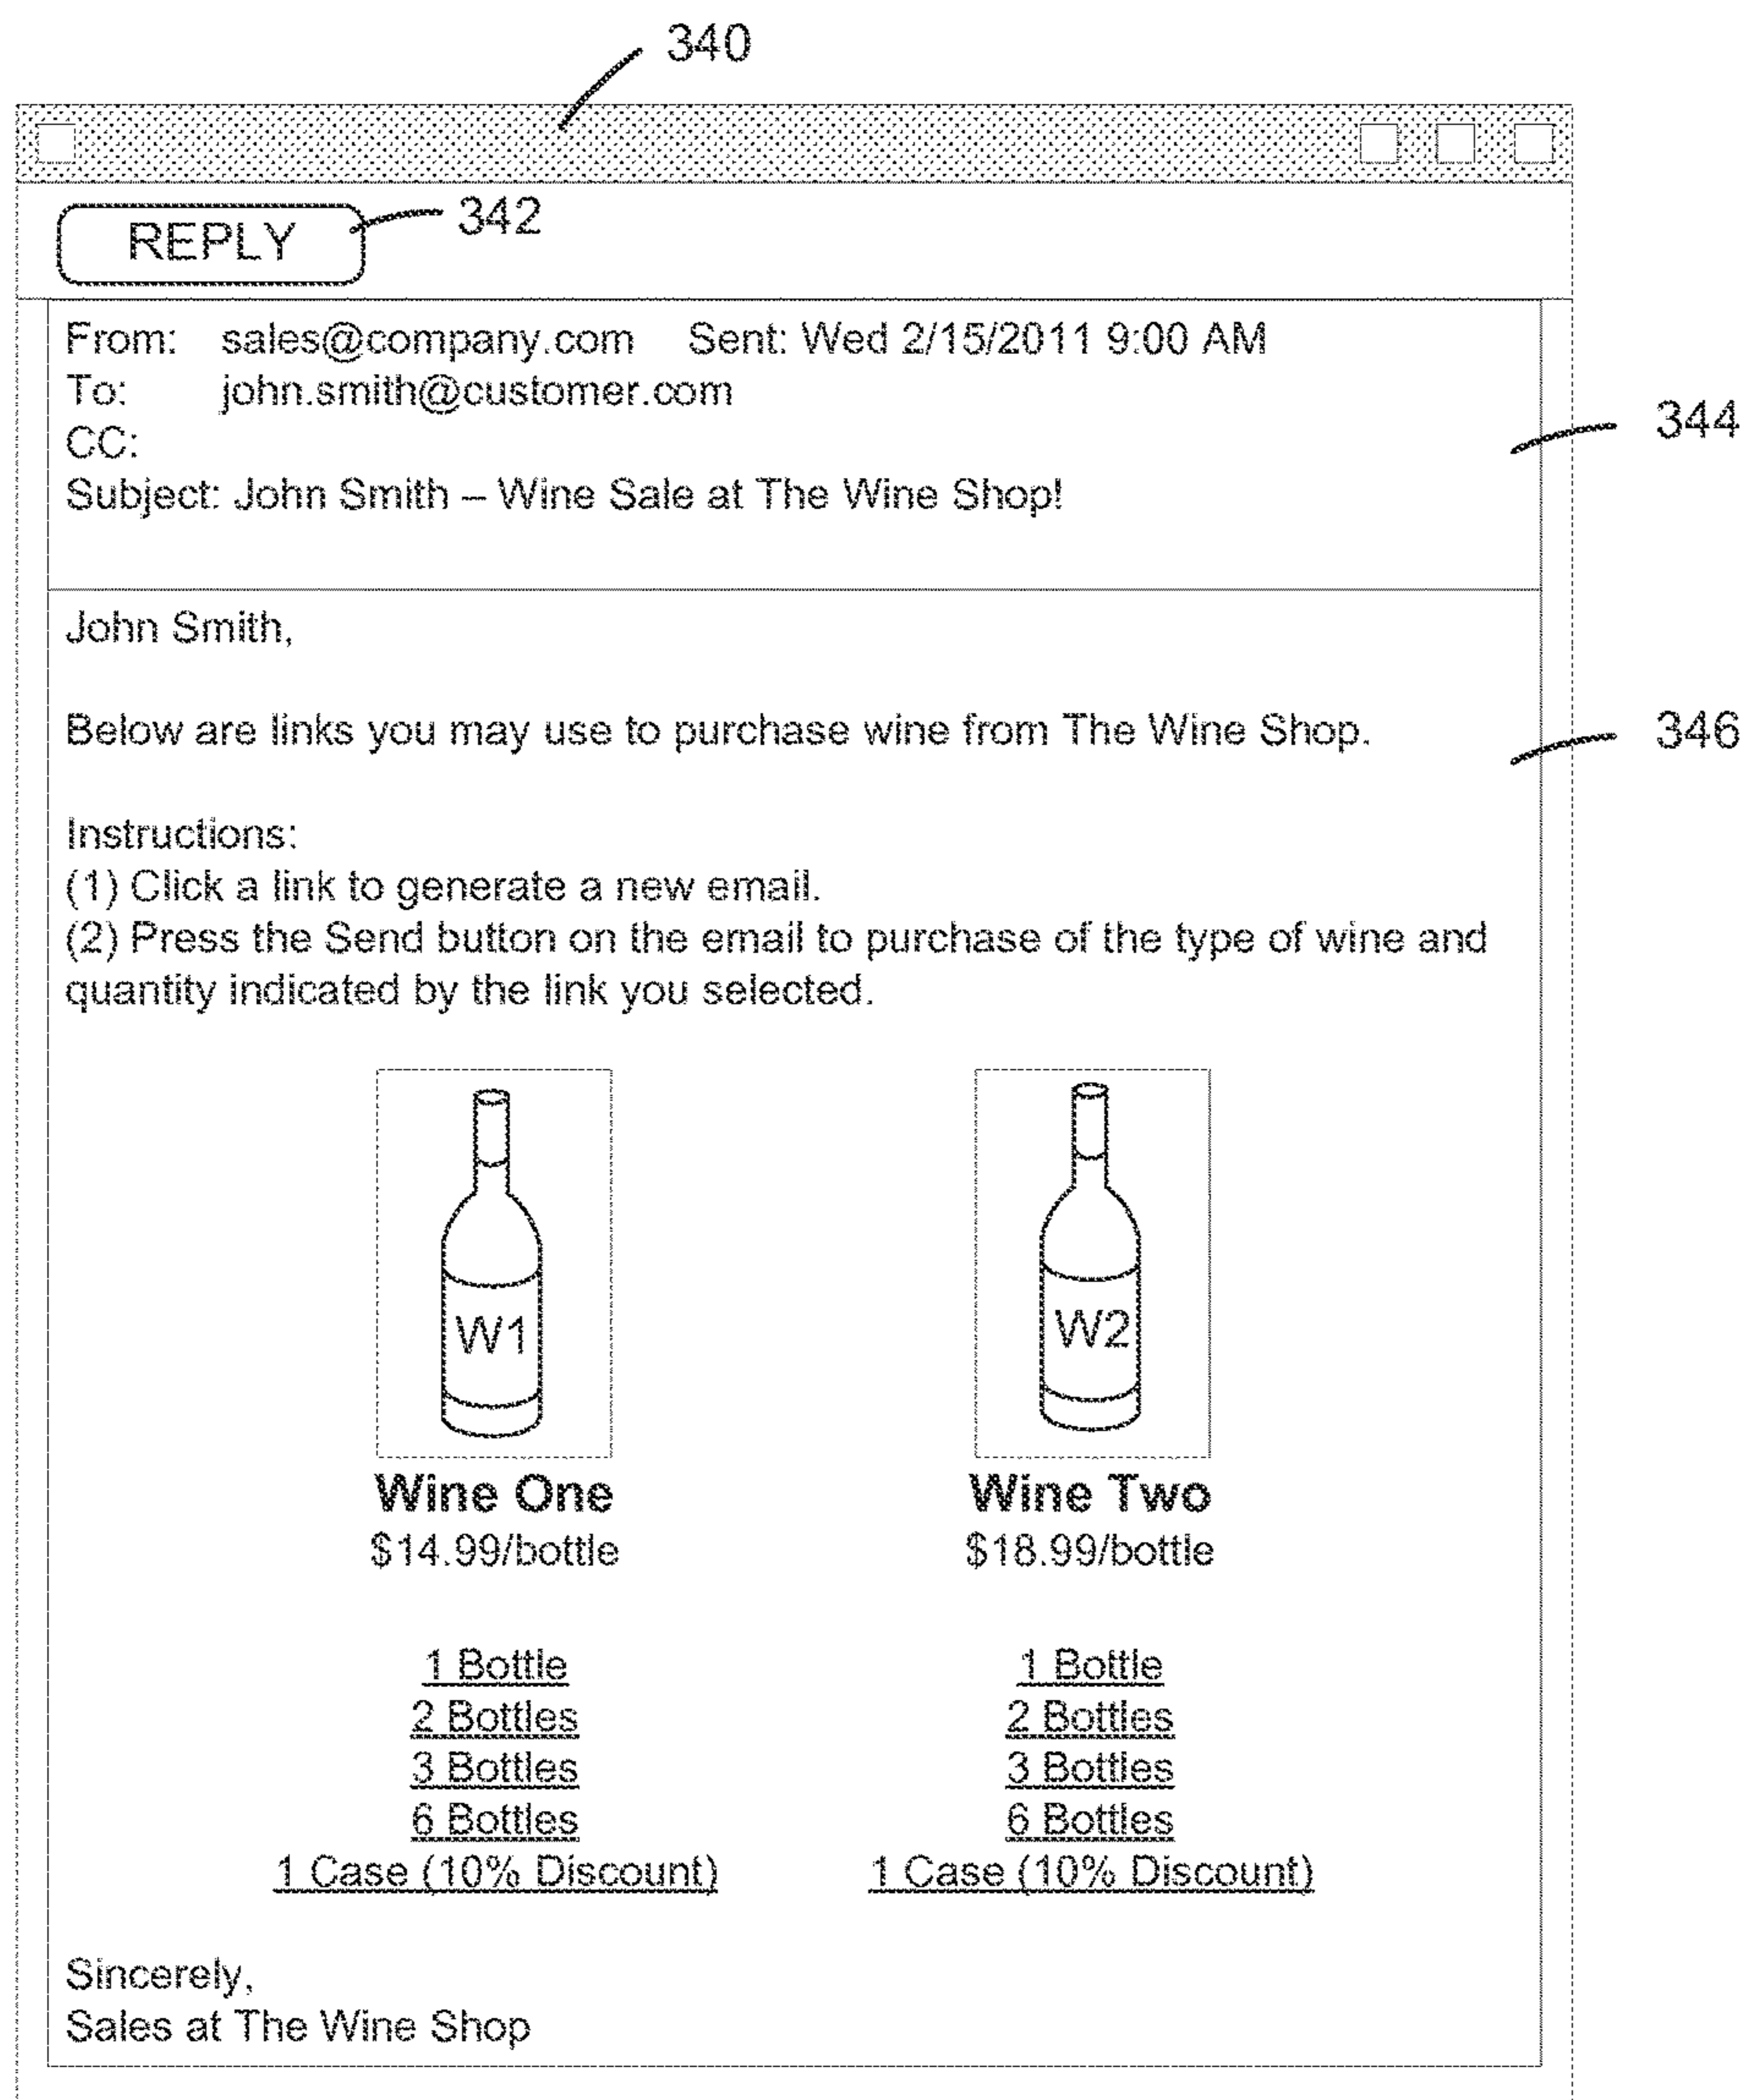 340
REPLY 342
From: sales@company.com Sent: Wed 2/15/2011 9:00 AM
To: john.smith@customer.com
344
CC:
Subject: John Smith – Wine Sale at The Wine Shop!
John Smith,
Below are links you may use to purchase wine from The Wine Shop.
346
Instructions:
(1) Click a link to generate a new email.
(2) Press the Send button on the email to purchase of the type of wine and
quantity indicated by the link you selected.
W1 W2
Wine One Wine Two
$14.99/bottle $18.99/bottle
1 Bottle 1 Bottle
2 Bottles 2 Bottles
3 Bottles 3 Bottles
6 Bottles 6 Bottles
1 Case (10% Discount) 1 Case (10% Discount)
Sincerely,
Sales at The Wine Shop